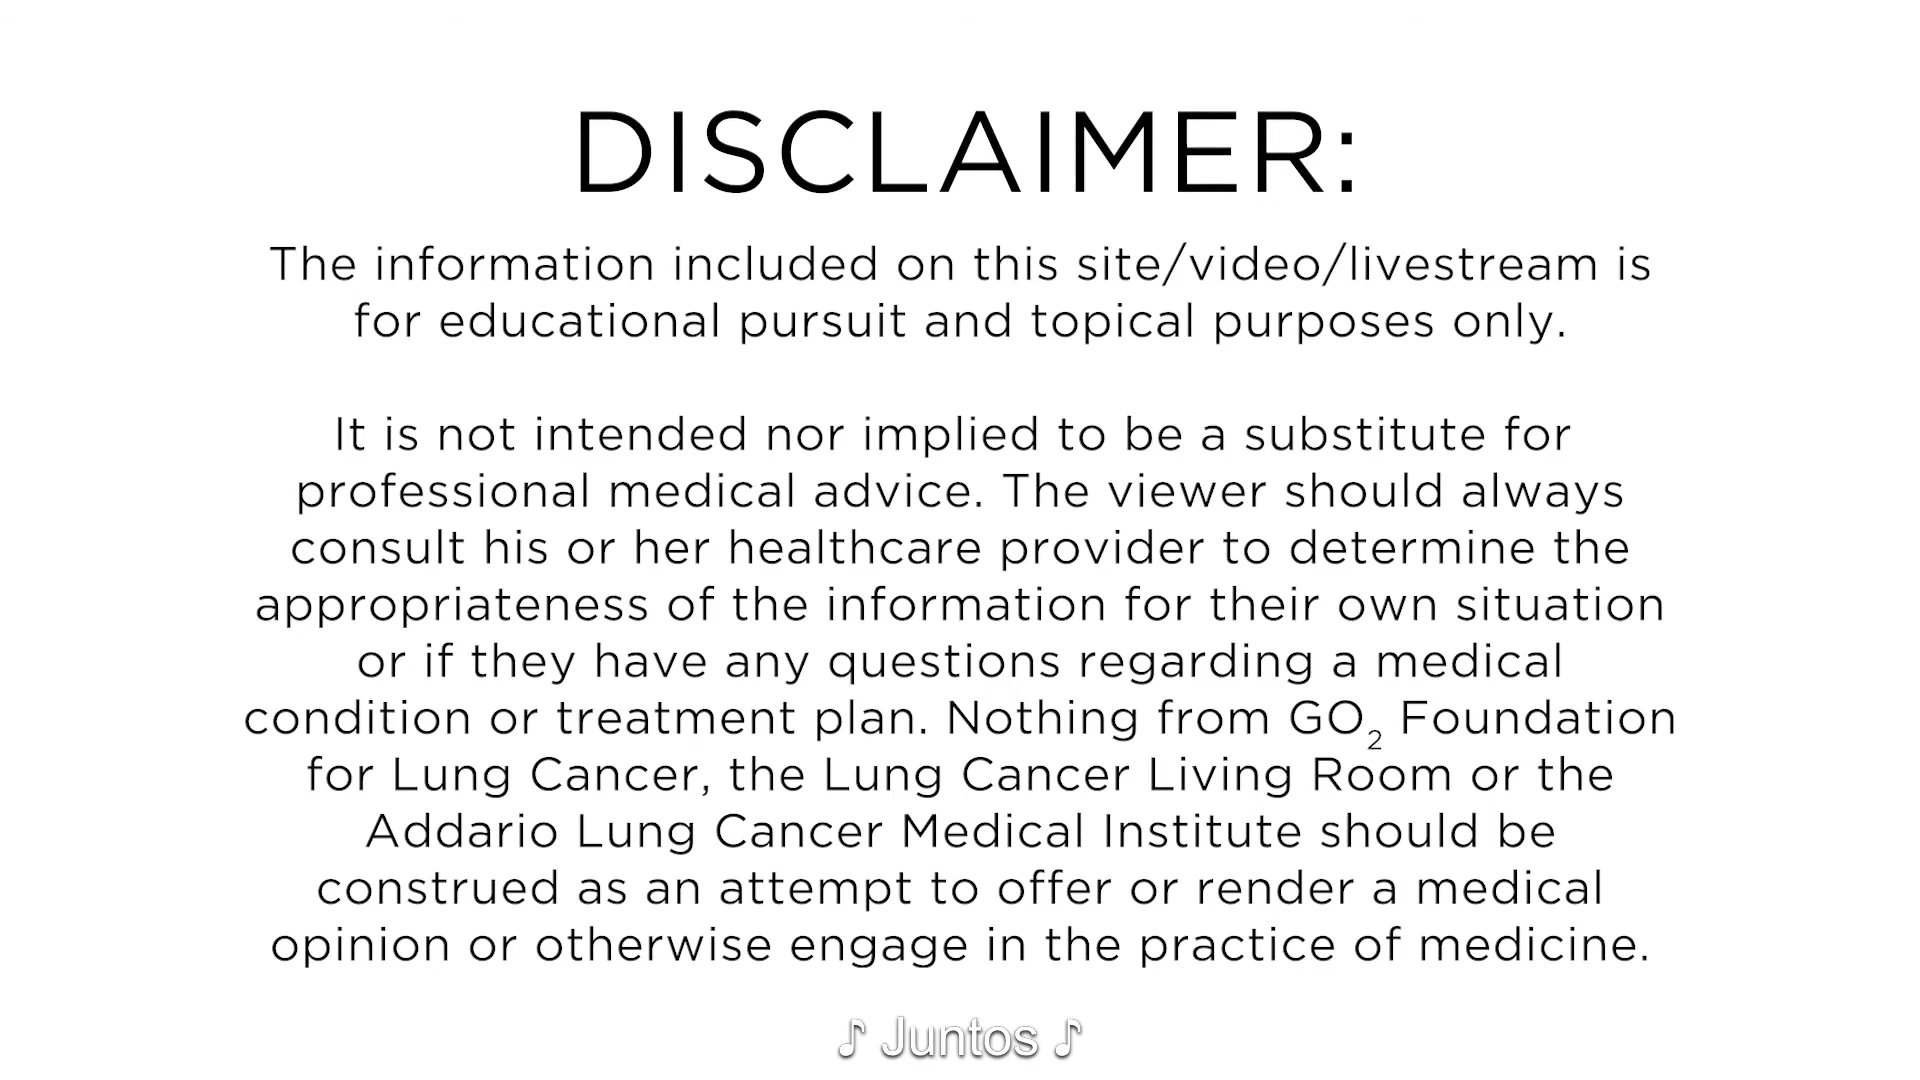 DISCLAIMER:
The information included on this site/video/livestream is
for educational pursuit and topical purposes only.
It is not intended nor implied to be a substitute for
professional medical advice. The viewer should always
consult his or her healthcare provider to determine the
appropriateness of the information for their own situation
or if they have any questions regarding a medical
condition or treatment plan. Nothing from GO₂ Foundation
for Lung Cancer, the Lung Cancer Living Room or the
Addario Lung Cancer Medical Institute should be
construed as an attempt to offer or render a medical
opinion or otherwise engage in the practice of medicine.
♪ Juntos ♪